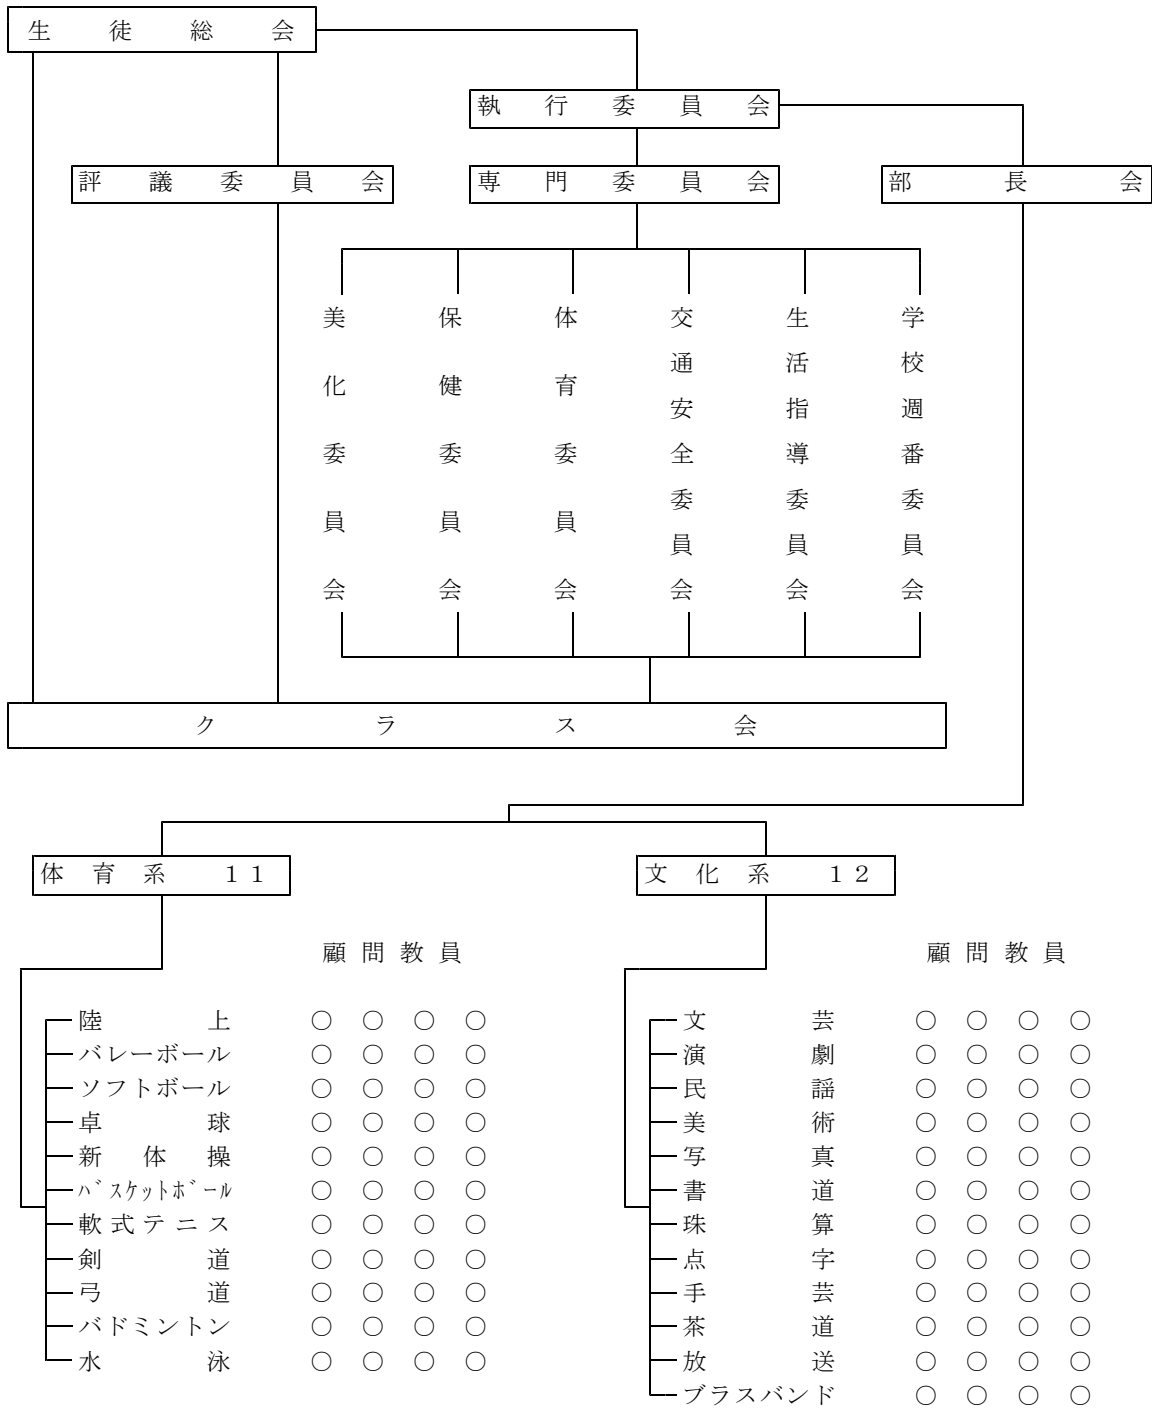 生徒総会
執行委員会
評議委員会
専門委員会
部長会
美化委員会
保健委員会
体育委員会
交通安全委員会
生活指導委員会
学校週番委員会
クラス会
体育系 １１
文化系 １２
顧問教員
陸上 ○ ○ ○ ○
バレーボール ○ ○ ○ ○
ソフトボール ○ ○ ○ ○
卓球 ○ ○ ○ ○
新体操 ○ ○ ○ ○
ﾊﾞｽｹｯﾄﾎﾞｰﾙ ○ ○ ○ ○
軟式テニス ○ ○ ○ ○
剣道 ○ ○ ○ ○
弓道 ○ ○ ○ ○
バドミントン ○ ○ ○ ○
水泳 ○ ○ ○ ○
顧問教員
文芸 ○ ○ ○ ○
演劇 ○ ○ ○ ○
民謡 ○ ○ ○ ○
美術 ○ ○ ○ ○
写真 ○ ○ ○ ○
書道 ○ ○ ○ ○
珠算 ○ ○ ○ ○
点字 ○ ○ ○ ○
手芸 ○ ○ ○ ○
茶道 ○ ○ ○ ○
放送 ○ ○ ○ ○
ブラスバンド ○ ○ ○ ○